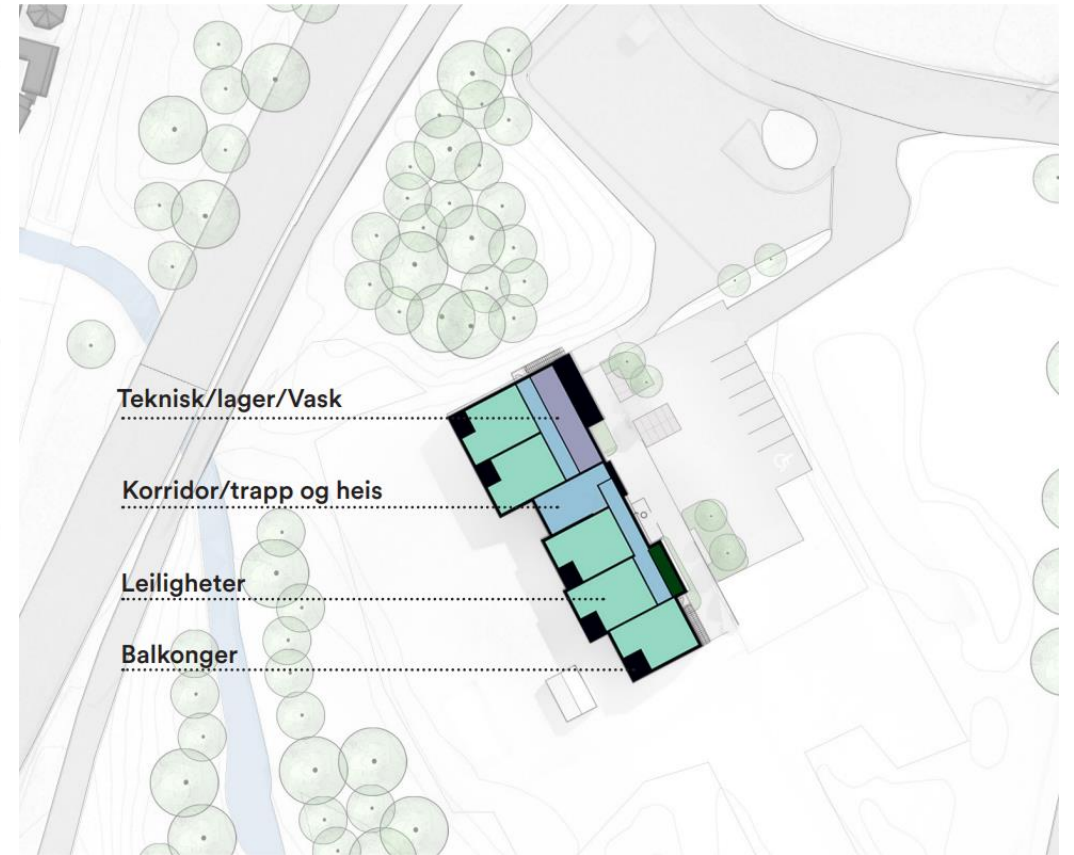 Teknisk/lager/Vask
Korridor/trapp og heis
Leiligheter
Balkonger